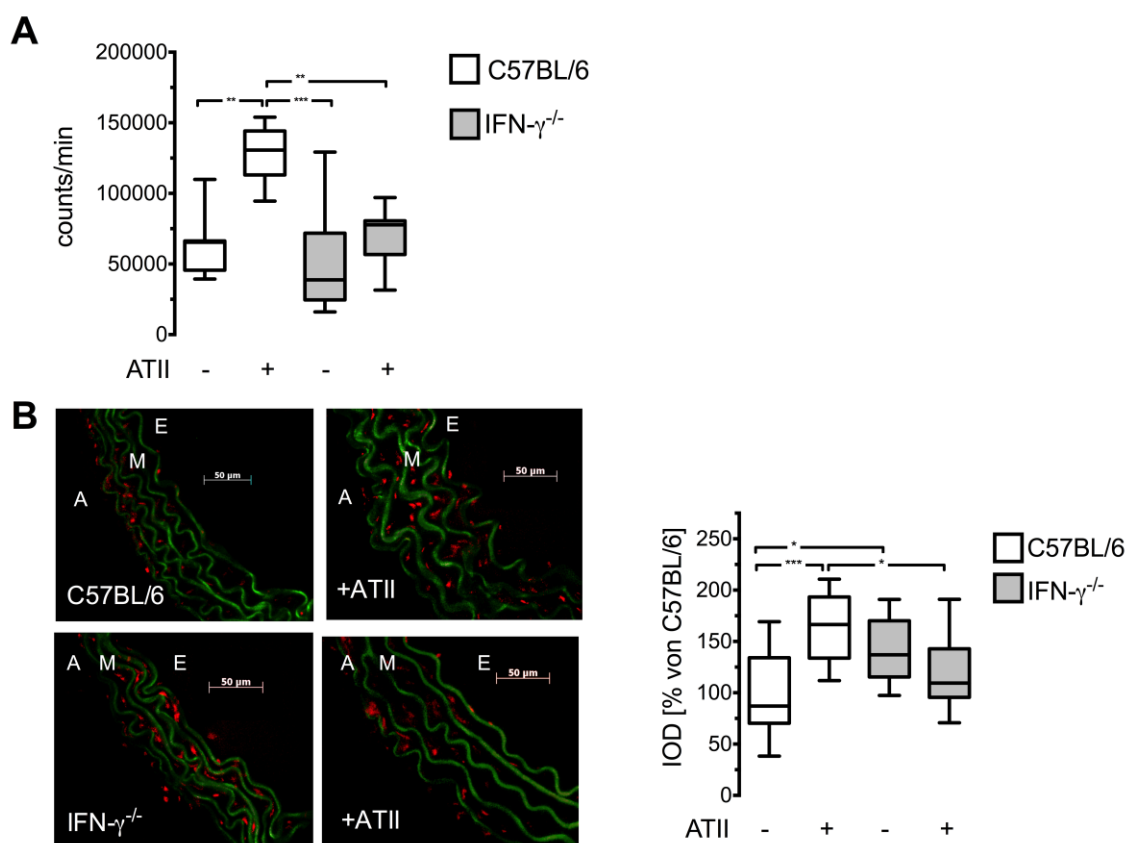 A
counts/min
200000
150000
100000
50000
0
** *** **
C57BL/6
IFN-γ-/-
ATII - + - +
B
E
M
A
50 µm
C57BL/6
E
M
A
50 µm
+ATII
A M E
50 µm
IFN-γ-/-
A M E
50 µm
+ATII
IOD [% von C57BL/6]
250
200
150
100
50
0
*
*** *
C57BL/6
IFN-γ-/-
ATII - + - +